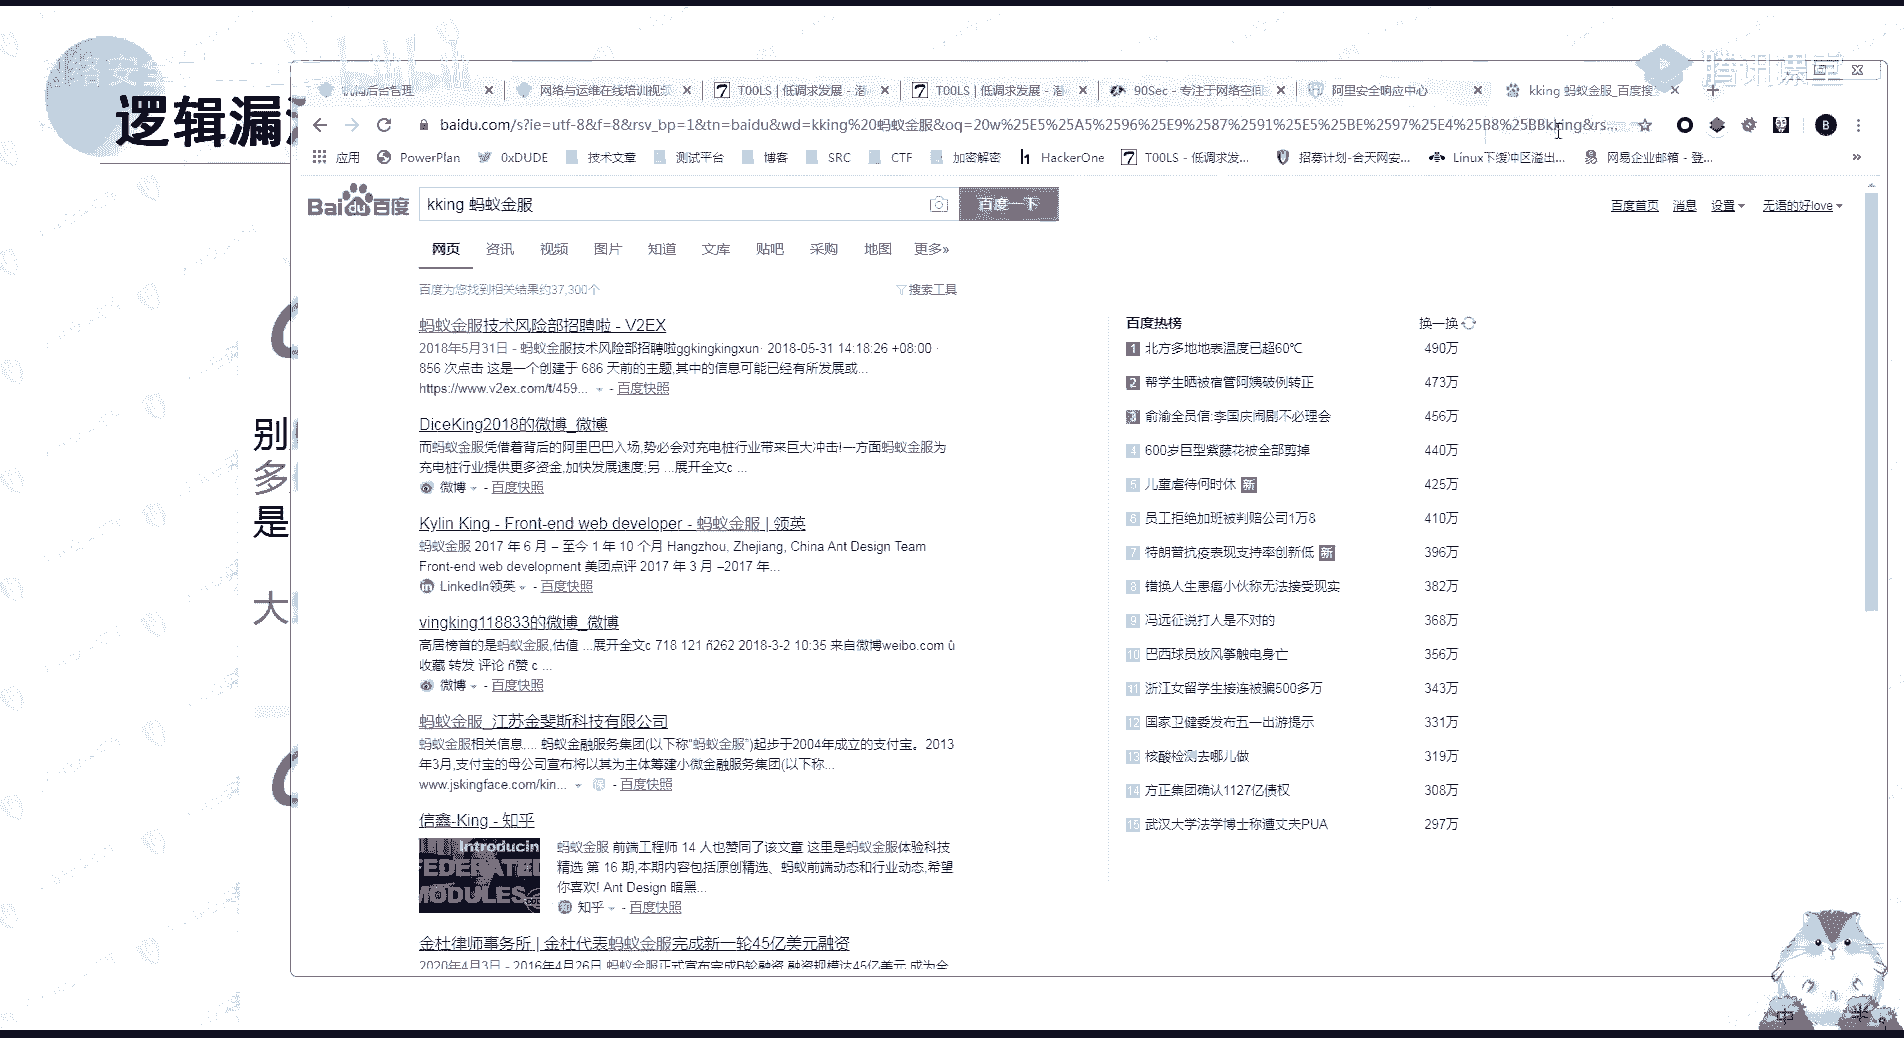 腾讯课堂
逻辑漏
网络与运维在线培训视频
T00LS | 低调求发展 - 潜
T00LS | 低调求发展 - 潜
90Sec - 专注于网络空间
阿里安全响应中心
kking 蚂蚁金服_百度搜
baidu.com/s?ie=utf-8&f=8&rsv_bp=1&tn=baidu&wd=kking%20蚂蚁金服&oq=20w%25E5%25A5%2596%25E9%2587%2591%25E5%25BE%2597%25E4%25B8%25BBkking&rs...
B
应用
PowerPlan
0xDUDE
技术文章
测试平台
博客
SRC
CTF
加密解密
HackerOne
T00LS - 低调求发...
招募计划-合天网安...
Linux下缓冲区溢出...
网易企业邮箱 - 登...
»
Bai du 百度
kking 蚂蚁金服
百度一下
百度首页 消息 设置 无语的好love
网页 资讯 视频 图片 知道 文库 贴吧 采购 地图 更多»
百度为您找到相关结果约37,300个
搜索工具
蚂蚁金服技术风险部招聘啦 - V2EX
2018年5月31日 - 蚂蚁金服技术风险部招聘啦ggkingkingxun · 2018-05-31 14:18:26 +08:00 ·
856 次点击 这是一个创建于 686 天前的主题,其中的信息可能已经有所发展或...
https://www.v2ex.com/t/459... - 百度快照
DiceKing2018的微博_微博
而蚂蚁金服凭借着背后的阿里巴巴入场,势必会对充电桩行业带来巨大冲击!一方面蚂蚁金服为
充电桩行业提供更多资金,加快发展速度;另 ...展开全文c ...
微博 - 百度快照
Kylin King - Front-end web developer - 蚂蚁金服 | 领英
蚂蚁金服 2017 年 6 月 – 至今 1 年 10 个月 Hangzhou, Zhejiang, China Ant Design Team
Front-end web development 美团点评 2017 年 3 月 –2017 年...
LinkedIn领英 - 百度快照
vingking118833的微博_微博
高居榜首的是蚂蚁金服,估值 ...展开全文c 718 121 ñ262 2018-3-2 10:35 来自微博weibo.com û
收藏 转发 评论 ñ赞 c ...
微博 - 百度快照
蚂蚁金服_江苏金斐斯科技有限公司
蚂蚁金服相关信息.... 蚂蚁金融服务集团(以下称“蚂蚁金服”)起步于2004年成立的支付宝。2013
年3月,支付宝的母公司宣布将以其为主体筹建小微金融服务集团(以下称...
www.jskingface.com/kin... - 百度快照
信鑫-King - 知乎
Introducin
FEDERATED
MODULES
蚂蚁金服 前端工程师 14 人也赞同了该文章 这里是蚂蚁金服体验科技
精选 第 16 期,本期内容包括原创精选、蚂蚁前端动态和行业动态,希望
你喜欢! Ant Design 暗黑...
知乎 - 百度快照
金杜律师事务所 | 金杜代表蚂蚁金服完成新一轮45亿美元融资
2020年4月3日 - 2016年4月26日,蚂蚁金服正式宣布完成B轮融资,融资规模达45亿美元,成为全
百度热榜 换一换
1 北方多地地表温度已超60℃ 490万
2 帮学生晒被宿管阿姨破例转正 473万
3 俞渝全员信:李国庆闹剧不必理会 456万
4 600岁巨型紫藤花被全部剪掉 440万
5 儿童虐待何时休 新 425万
6 员工拒绝加班被判赔公司1万8 410万
7 特朗普抗疫表现支持率创新低 新 396万
8 错换人生患癌小伙称无法接受现实 382万
9 冯远征说打人是不对的 368万
10 巴西球员放风筝触电身亡 356万
11 浙江女留学生接连被骗500多万 343万
12 国家卫健委发布五一出游提示 331万
13 核酸检测去哪儿做 319万
14 方正集团确认1127亿债权 308万
15 武汉大学法学博士称遭丈夫PUA 297万
别
多
是
大
中